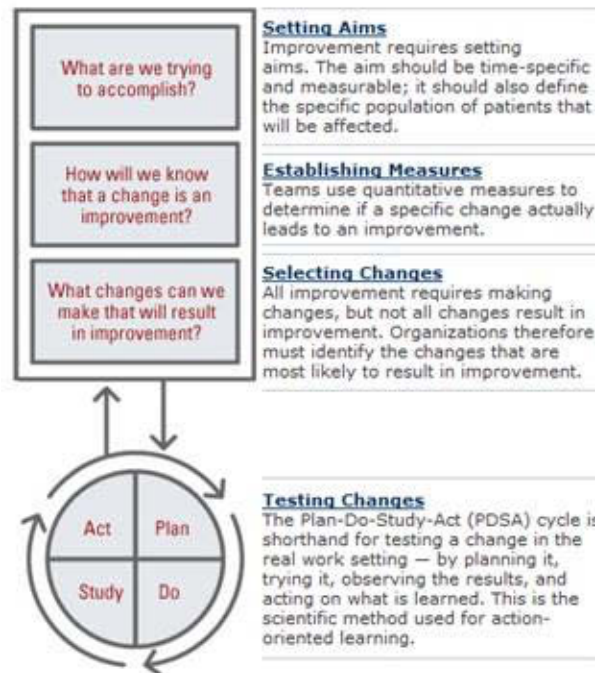 What are we trying
to accomplish?
Setting Aims
Improvement requires setting
aims. The aim should be time-specific
and measurable; it should also define
the specific population of patients that
will be affected.
How will we know
that a change is an
improvement?
Establishing Measures
Teams use quantitative measures to
determine if a specific change actually
leads to an improvement.
What changes can we
make that will result
in improvement?
Selecting Changes
All improvement requires making
changes, but not all changes result in
improvement. Organizations therefore
must identify the changes that are
most likely to result in improvement.
Act
Plan
Study
Do
Testing Changes
The Plan-Do-Study-Act (PDSA) cycle is
shorthand for testing a change in the
real work setting — by planning it,
trying it, observing the results, and
acting on what is learned. This is the
scientific method used for action-
oriented learning.